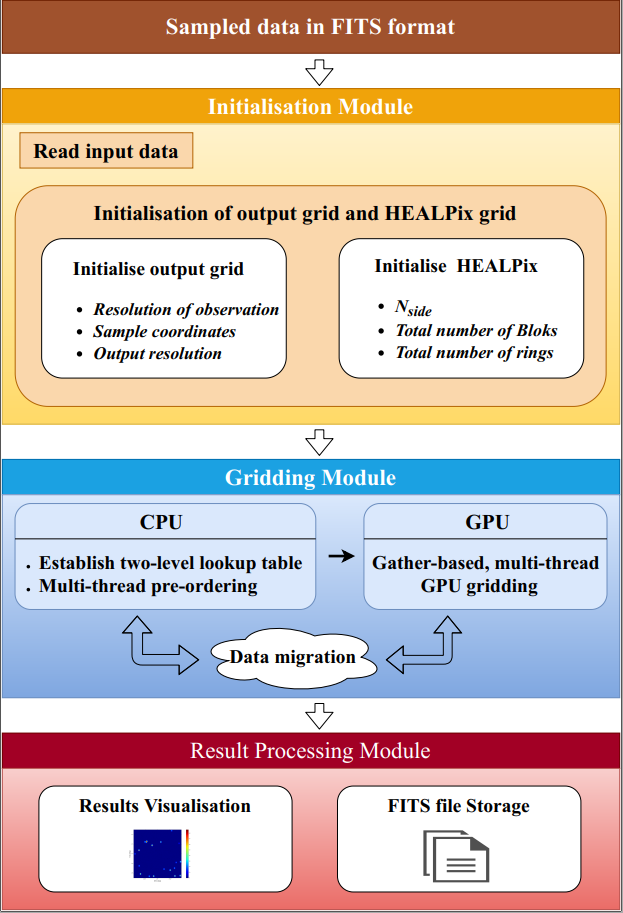 Sampled data in FITS format
Initialisation Module
Read input data
Initialisation of output grid and HEALPix grid
Initialise output grid
• Resolution of observation
• Sample coordinates
• Output resolution
Initialise HEALPix
• Nside
• Total number of Bloks
• Total number of rings
Gridding Module
CPU
• Establish two-level lookup table
• Multi-thread pre-ordering
GPU
Gather-based, multi-thread
GPU gridding
Data migration
Result Processing Module
Results Visualisation
FITS file Storage